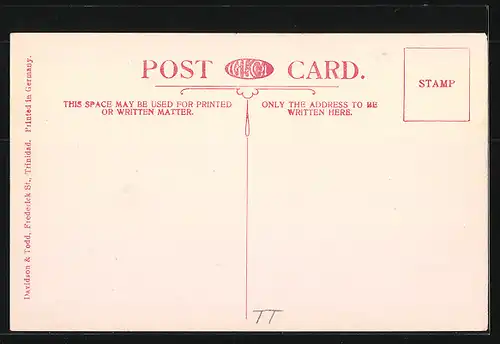 POST CARD.
STAMP
THIS SPACE MAY BE USED FOR PRINTED
OR WRITTEN MATTER.
ONLY THE ADDRESS TO BE
WRITTEN HERE.
Davidson & Todd, Frederick St., Trinidad. Printed in Germany.
TT